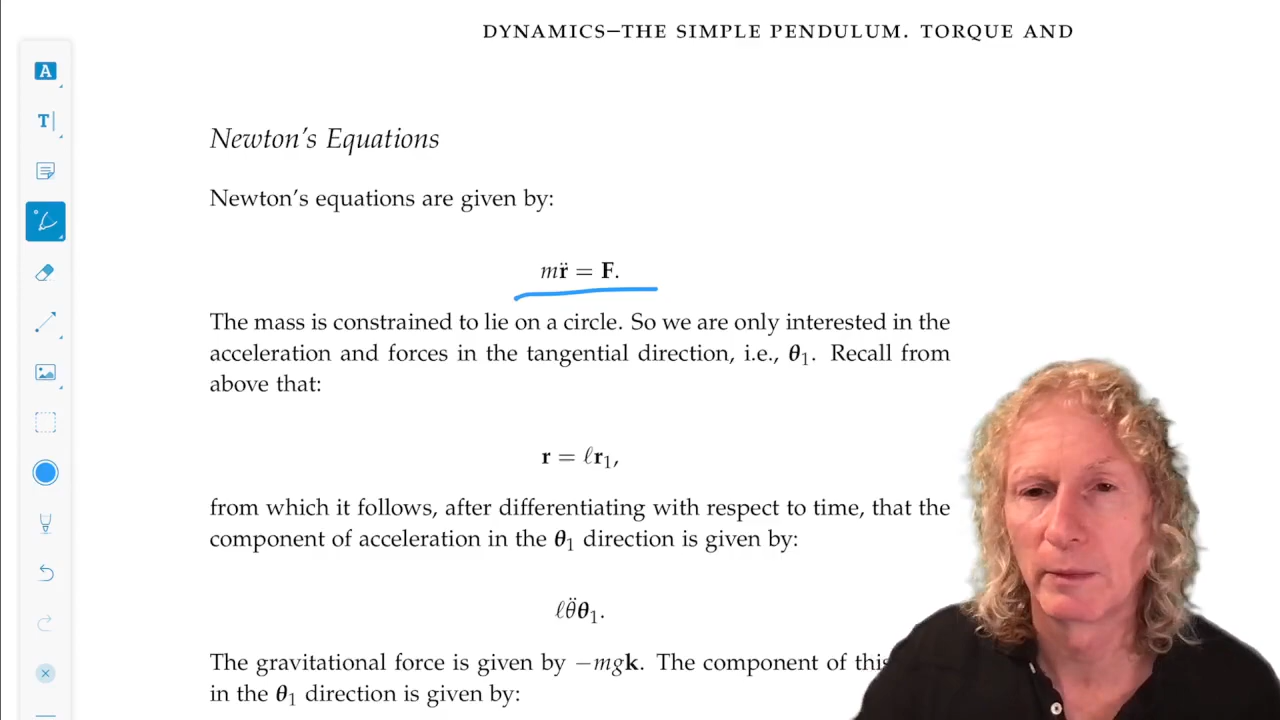 DYNAMICS–THE SIMPLE PENDULUM. TORQUE AND
A
T
Newton's Equations
Newton's equations are given by:
m𝐫̈ = 𝐅.
The mass is constrained to lie on a circle. So we are only interested in the
acceleration and forces in the tangential direction, i.e., θ₁. Recall from
above that:
𝐫 = ℓ𝐫₁,
from which it follows, after differentiating with respect to time, that the
component of acceleration in the θ₁ direction is given by:
ℓθ̈θ₁.
The gravitational force is given by −mg𝐤. The component of this
in the θ₁ direction is given by: